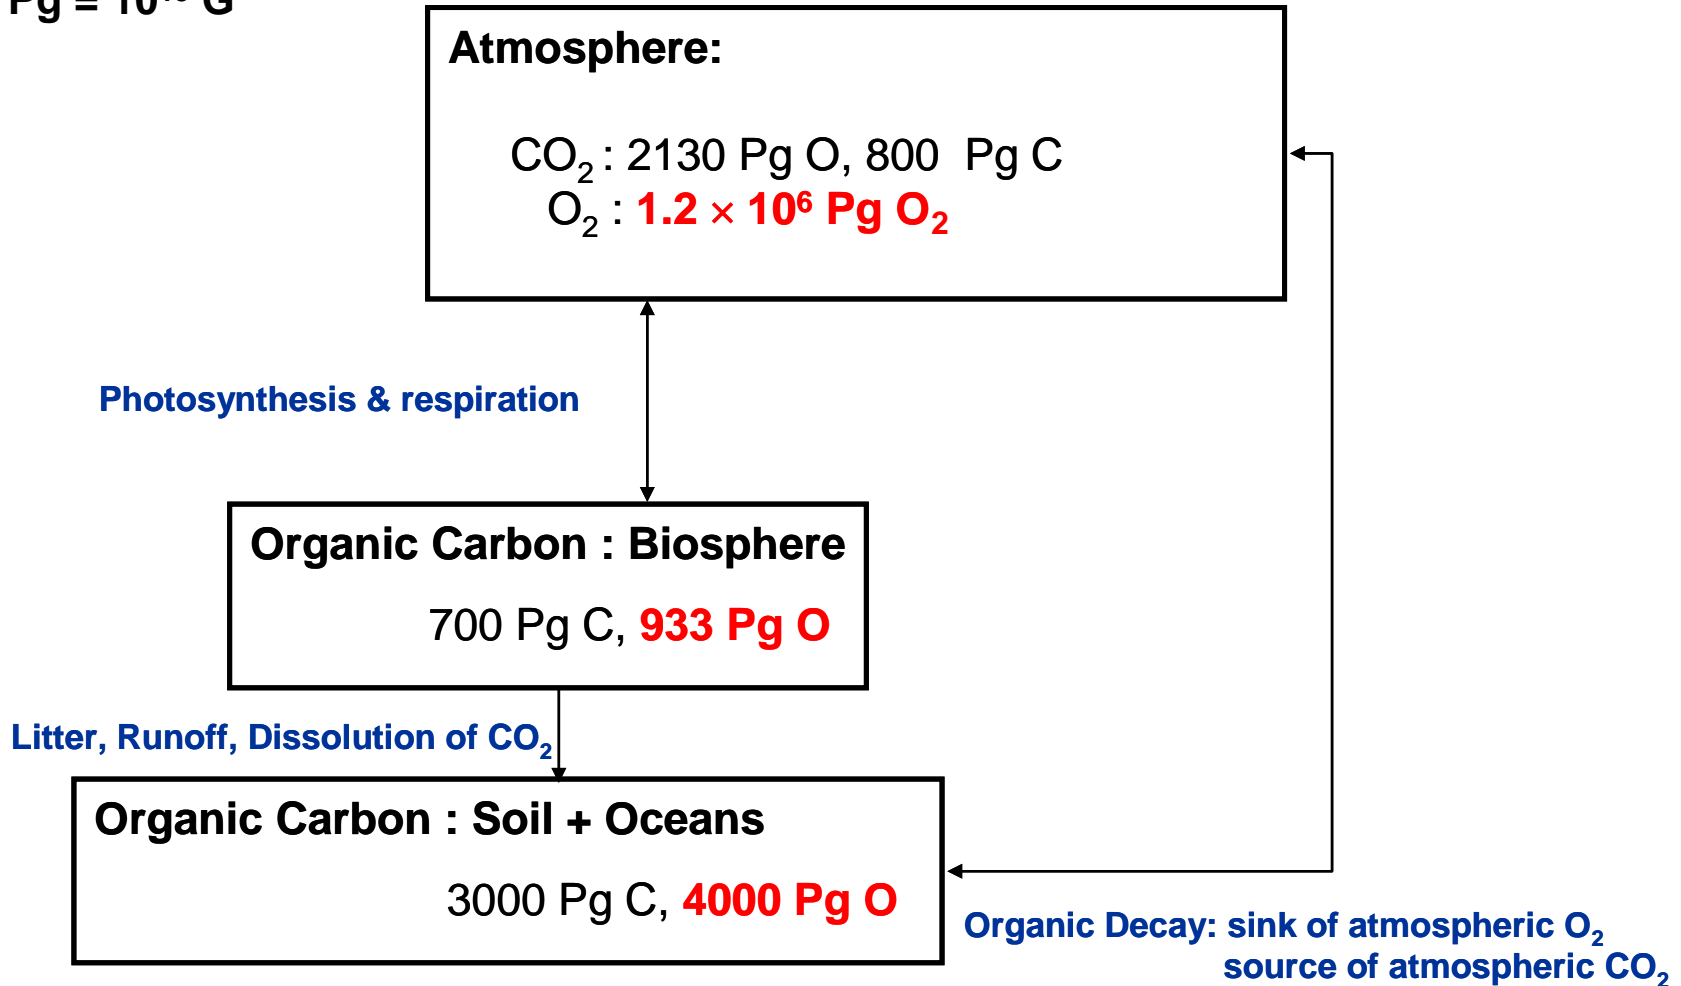 Pg = 10 G
Atmosphere:
CO₂ : 2130 Pg O, 800 Pg C
O₂ : 1.2 × 10⁶ Pg O₂
Photosynthesis & respiration
Organic Carbon : Biosphere
700 Pg C, 933 Pg O
Litter, Runoff, Dissolution of CO₂
Organic Carbon : Soil + Oceans
3000 Pg C, 4000 Pg O
Organic Decay: sink of atmospheric O₂
source of atmospheric CO₂